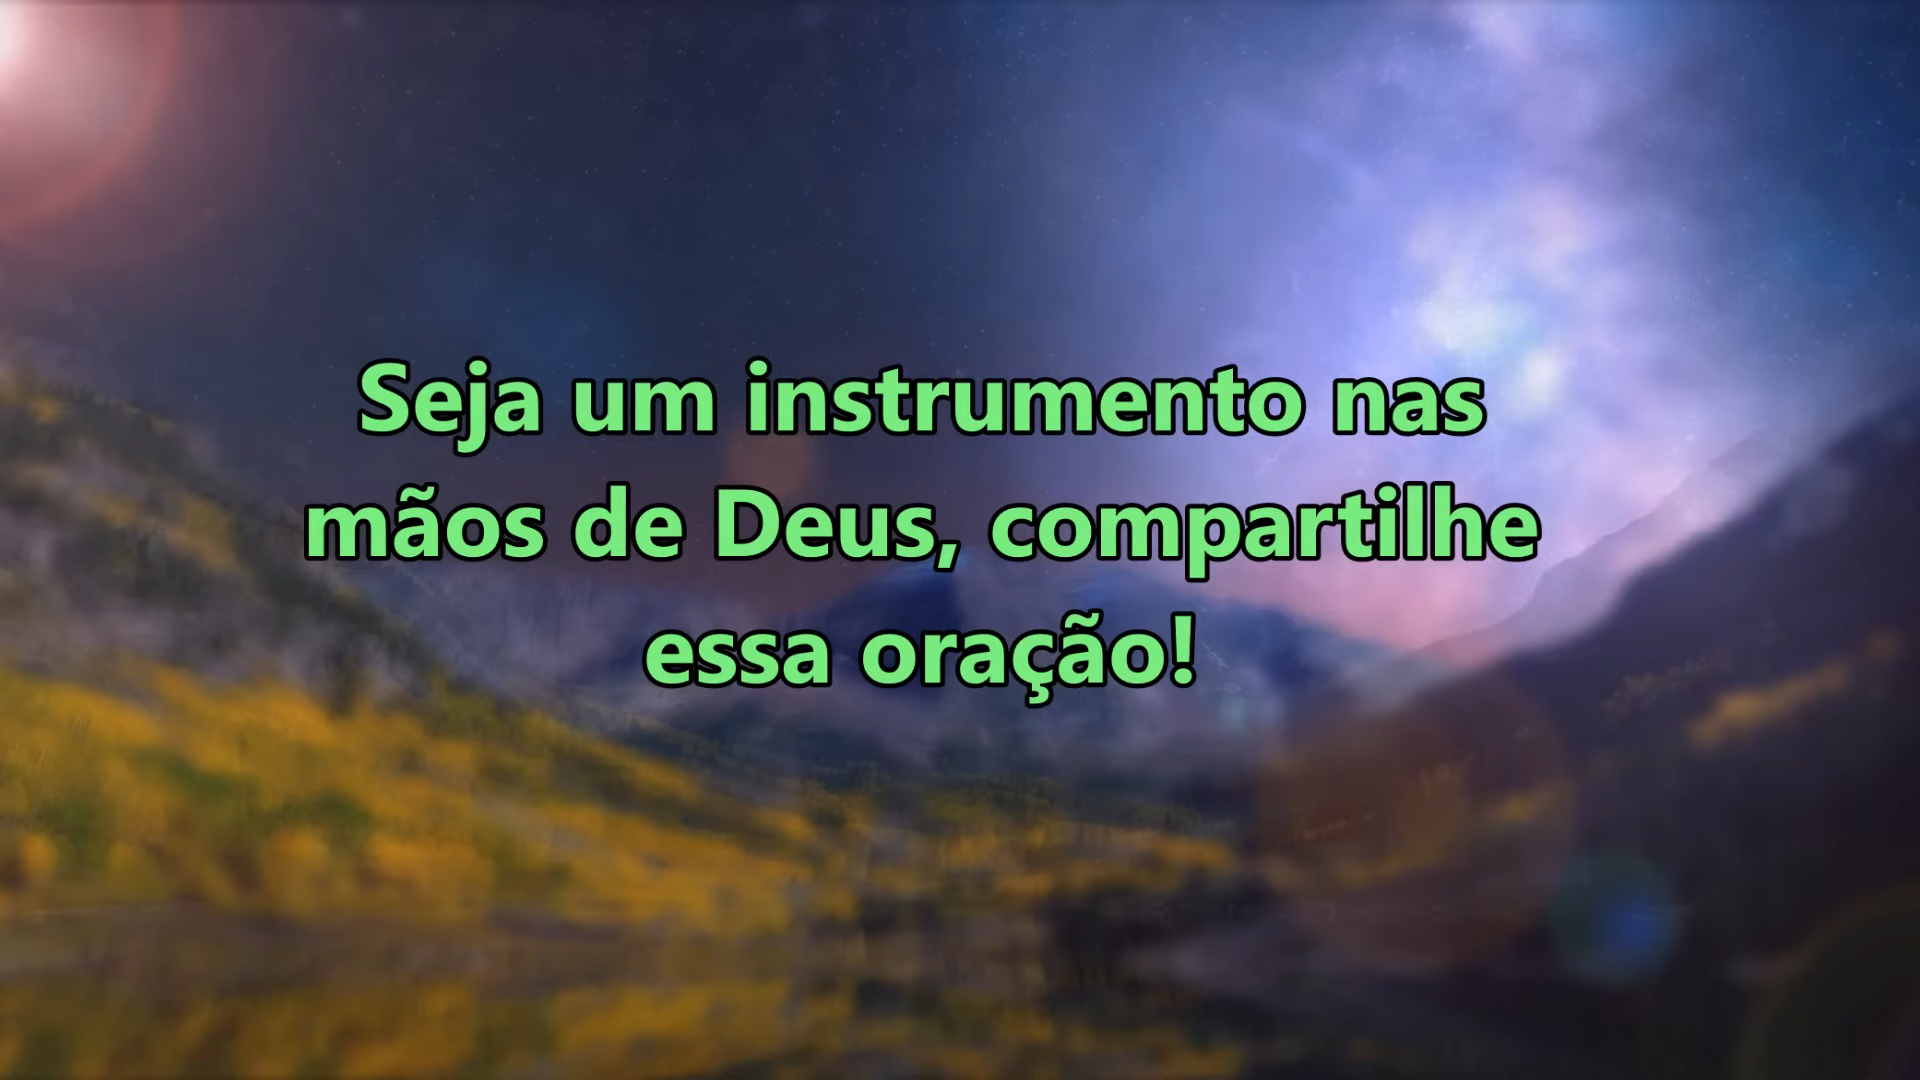 Seja um instrumento nas
mãos de Deus, compartilhe
essa oração!